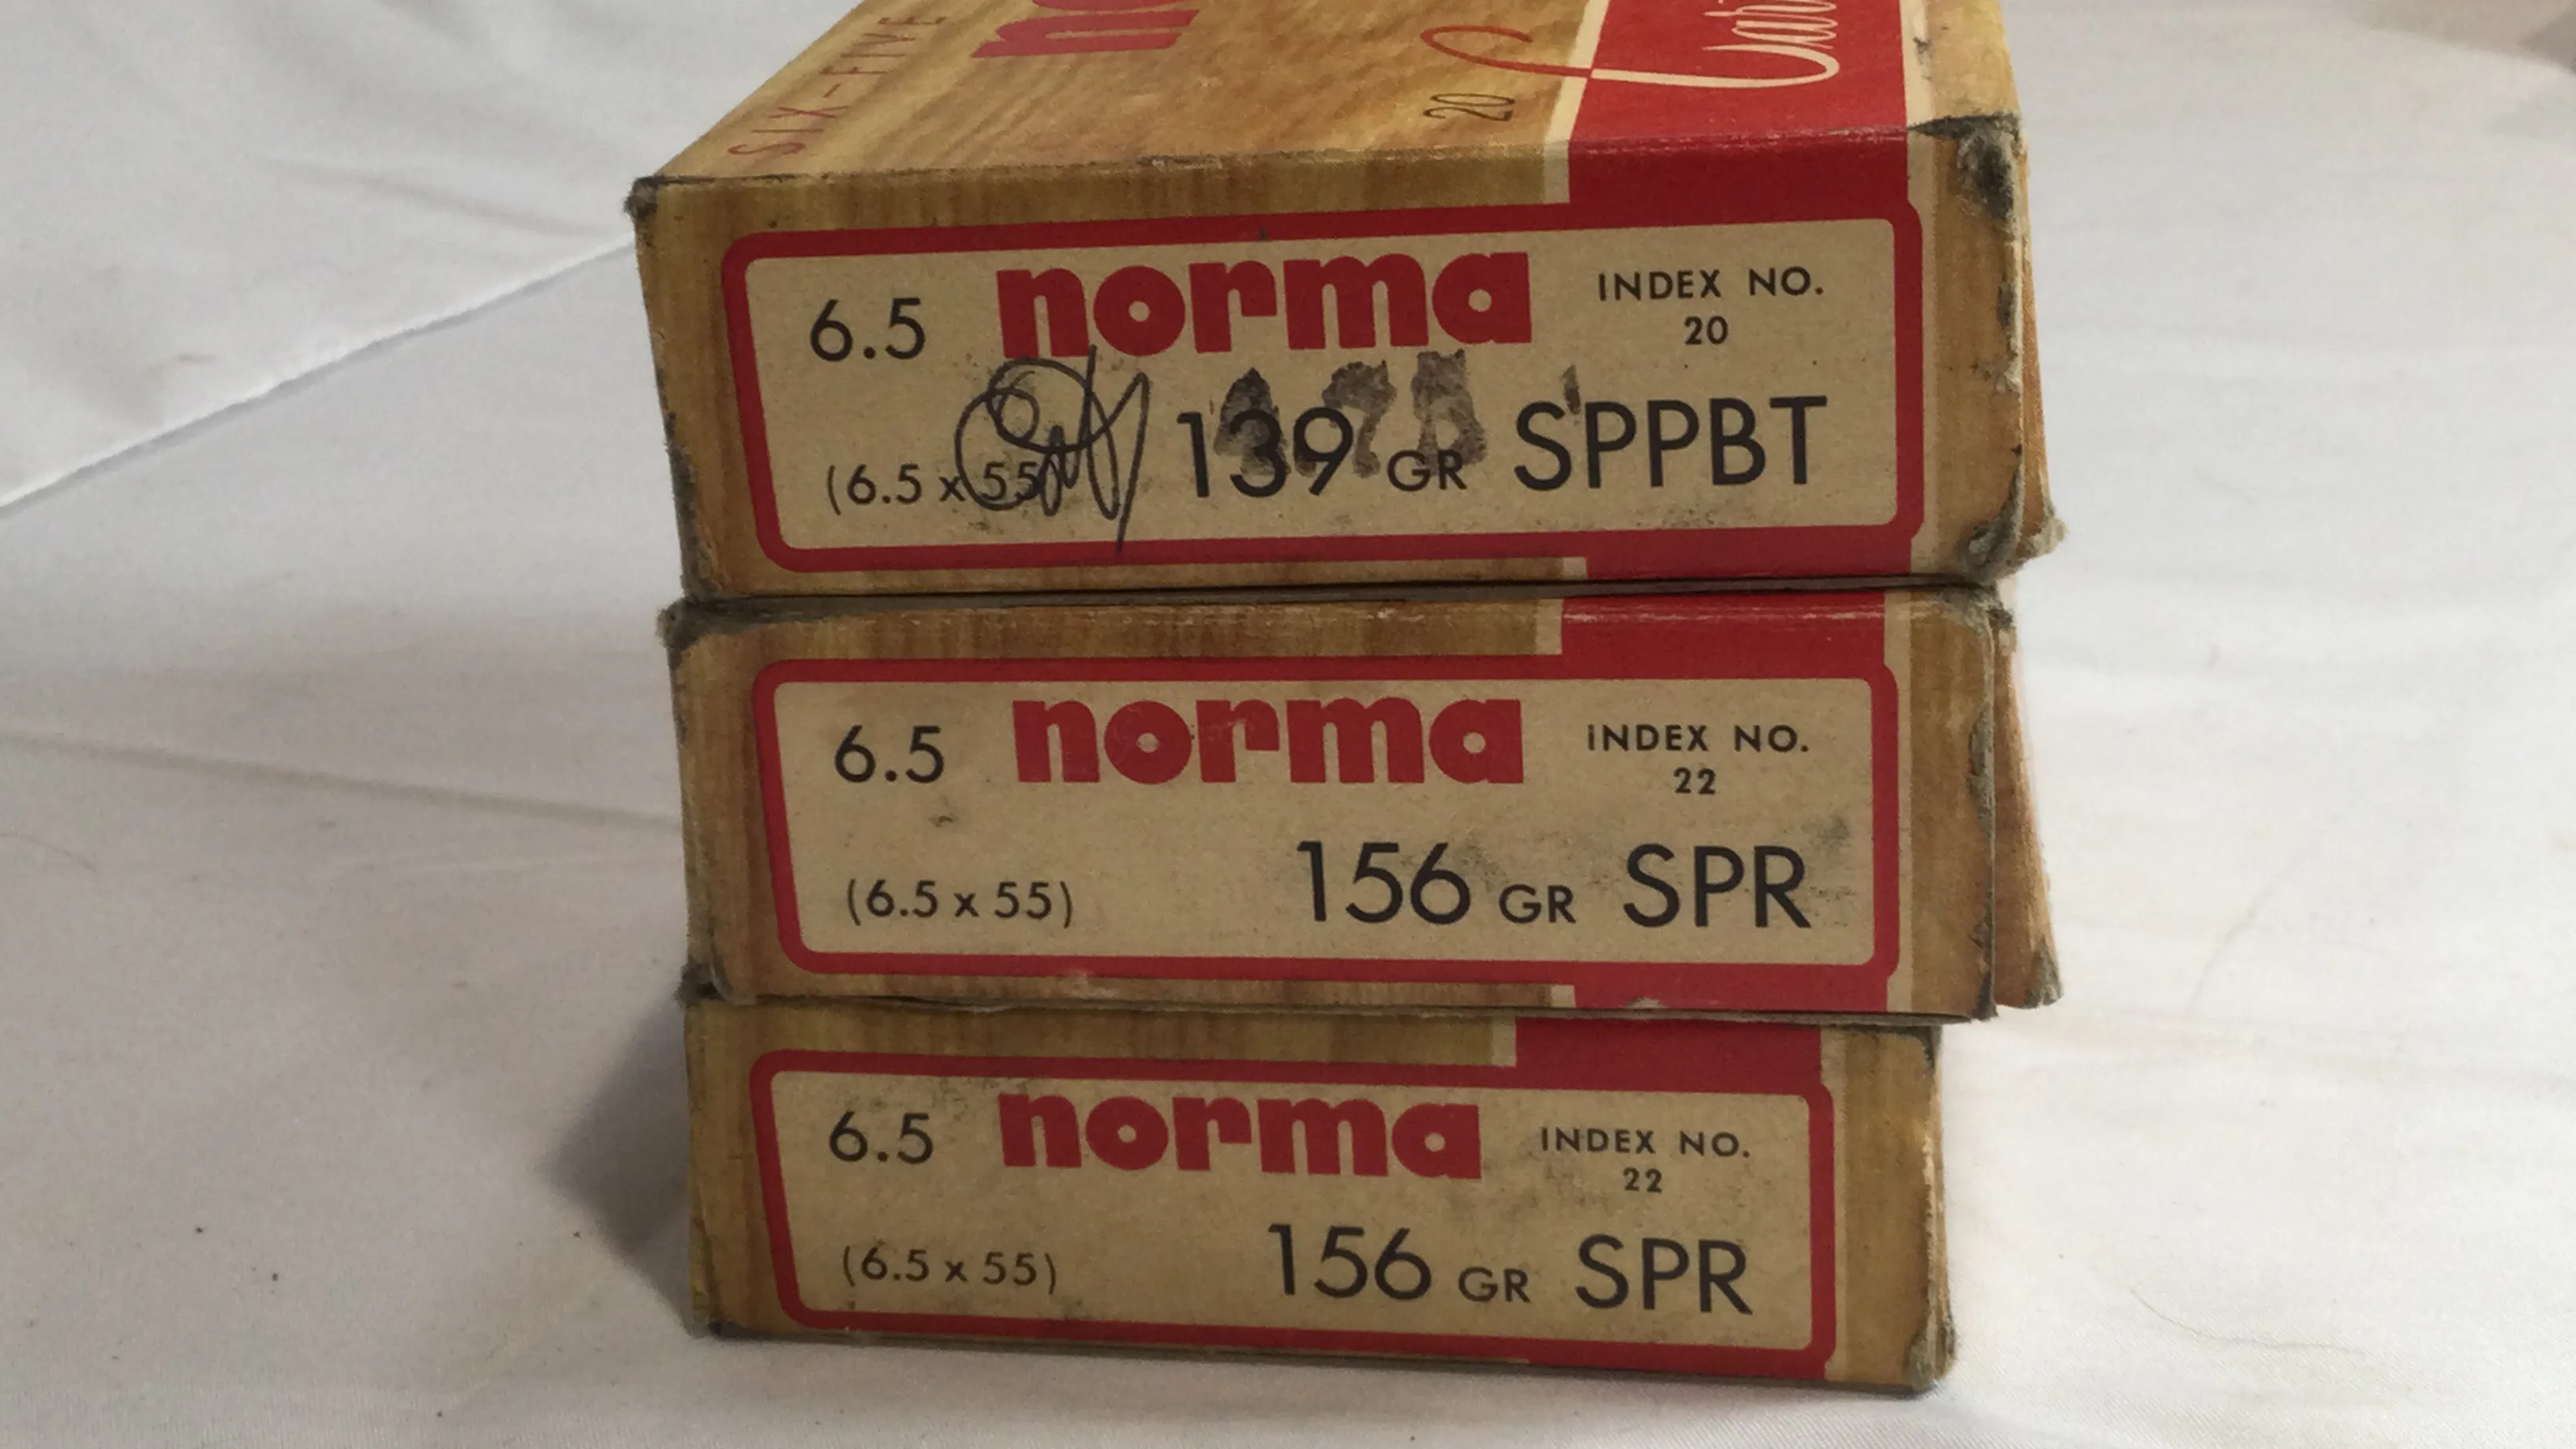 SIX-FIVE
20
6.5 norma INDEX NO.
20
(6.5 x 55) 139 GR SPPBT
6.5 norma INDEX NO.
22
(6.5 x 55) 156 GR SPR
6.5 norma INDEX NO.
22
(6.5 x 55) 156 GR SPR